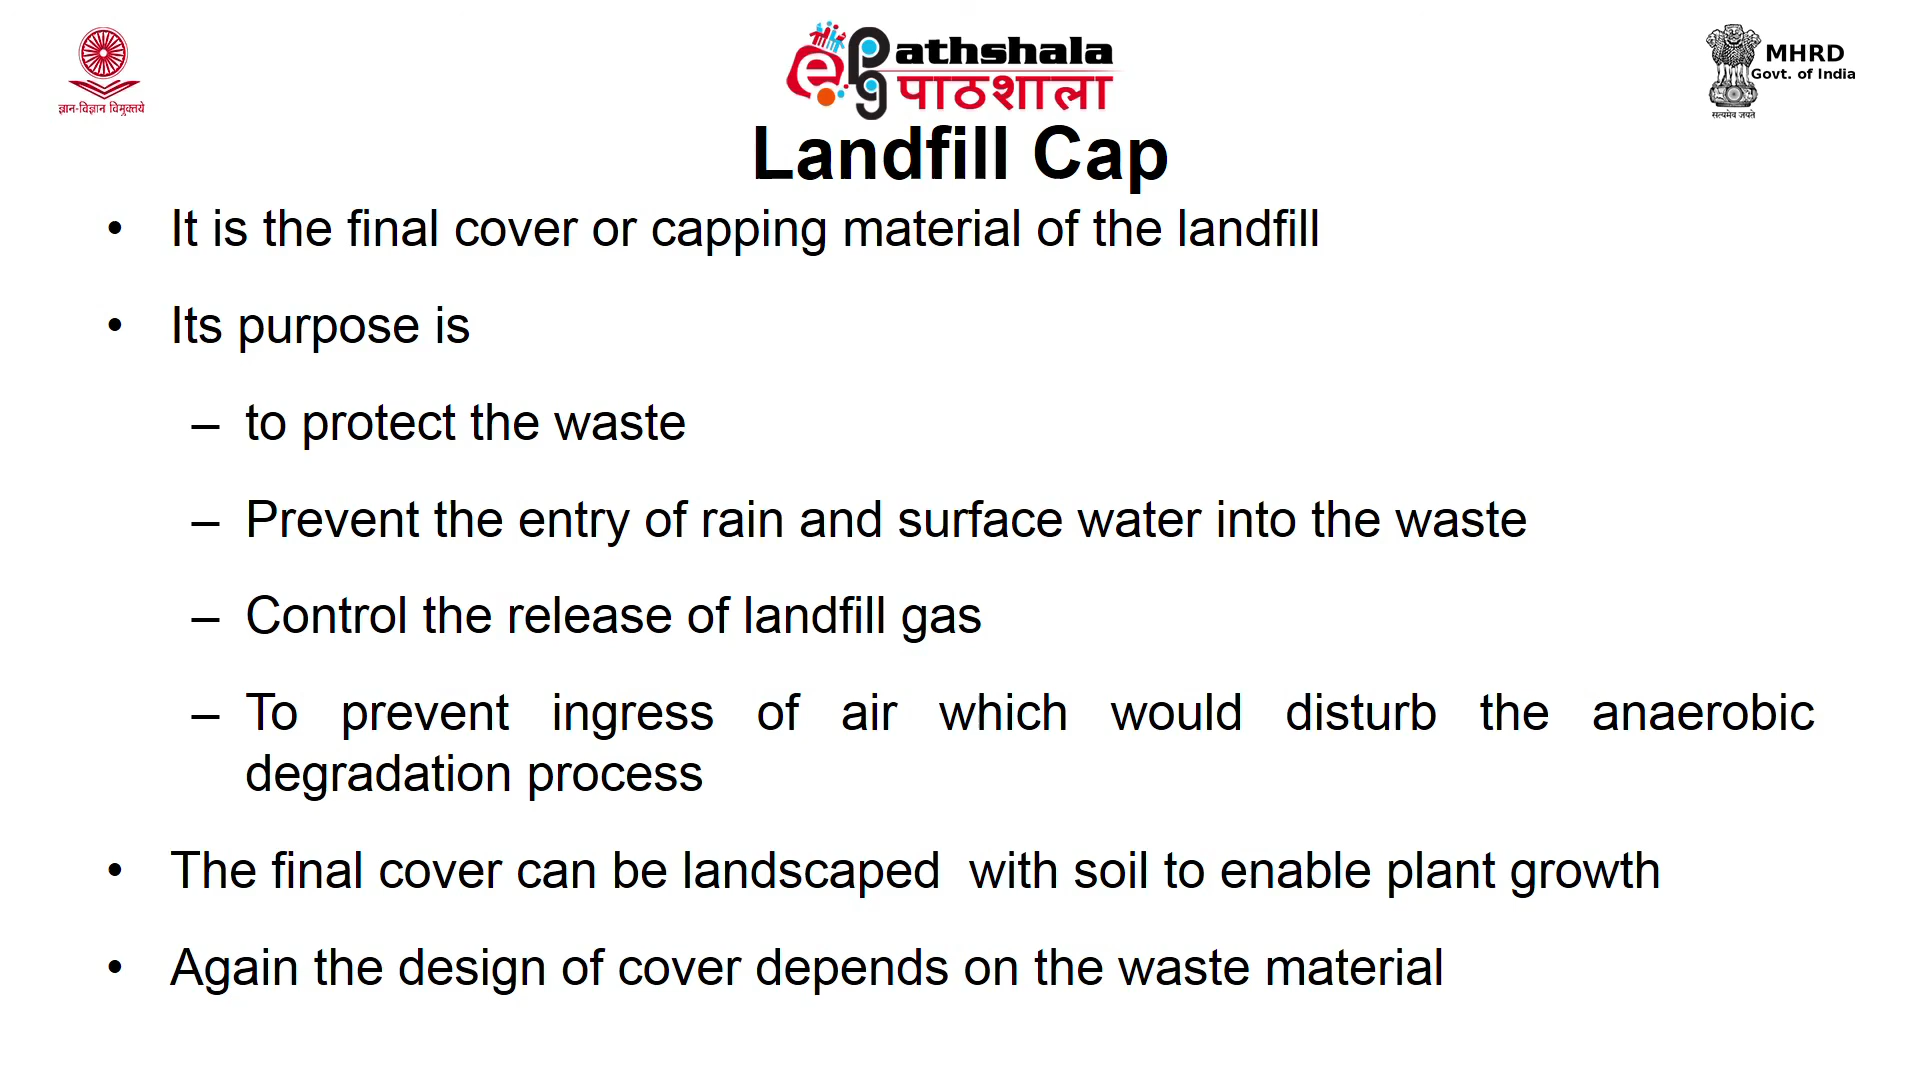 ज्ञान-विज्ञान विमुक्तये
ePG Pathshala
पाठशाला
MHRD
Govt. of India
सत्यमेव जयते
Landfill Cap
• It is the final cover or capping material of the landfill
• Its purpose is
– to protect the waste
– Prevent the entry of rain and surface water into the waste
– Control the release of landfill gas
– To prevent ingress of air which would disturb the anaerobic
degradation process
• The final cover can be landscaped with soil to enable plant growth
• Again the design of cover depends on the waste material